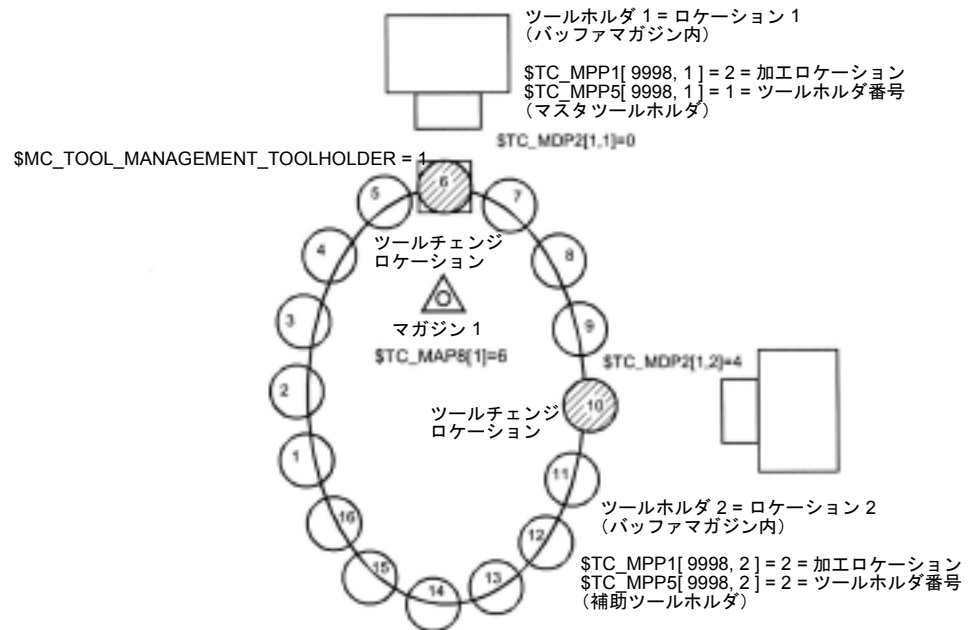 ツールホルダ 1 = ロケーション 1
（バッファマガジン内）
$TC_MPP1[ 9998, 1 ] = 2 = 加工ロケーション
$TC_MPP5[ 9998, 1 ] = 1 = ツールホルダ番号
（マスタツールホルダ）
$TC_MDP2[1,1]=0
$MC_TOOL_MANAGEMENT_TOOLHOLDER = 1
6
5
7
ツールチェンジ
ロケーション
4
8
3
9
マガジン 1
$TC_MAP8[1]=6
$TC_MDP2[1,2]=4
2
10
ツールチェンジ
ロケーション
1
11
16
12
15
13
14
ツールホルダ 2 = ロケーション 2
（バッファマガジン内）
$TC_MPP1[ 9998, 2 ] = 2 = 加工ロケーション
$TC_MPP5[ 9998, 2 ] = 2 = ツールホルダ番号
（補助ツールホルダ）